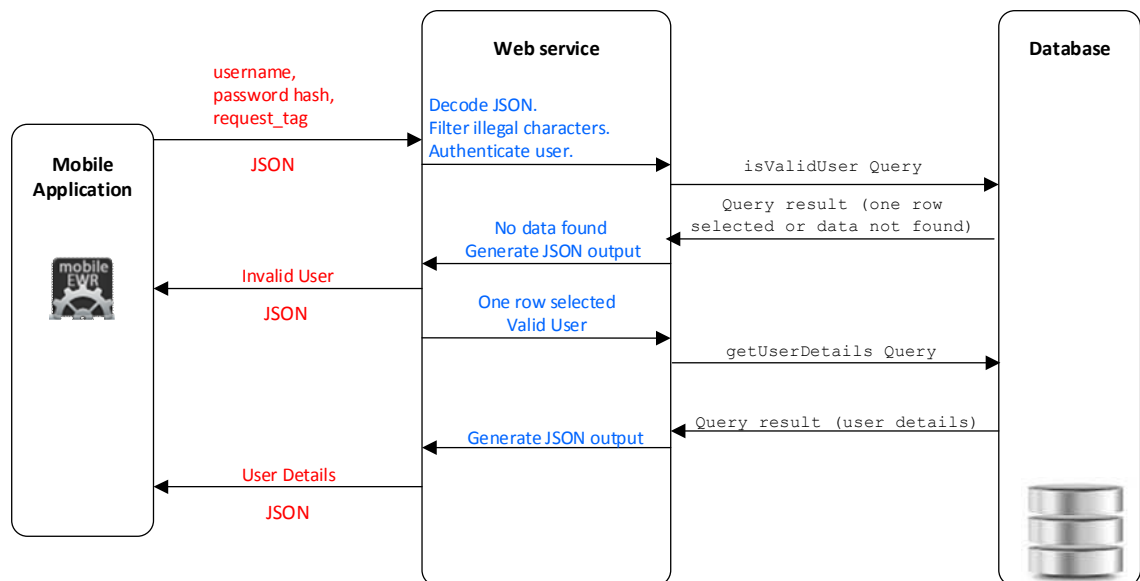 Web service
Database
username,
password hash,
request_tag
JSON
Decode JSON.
Filter illegal characters.
Authenticate user.
Mobile
Application
isValidUser Query
Query result (one row
selected or data not found)
No data found
Generate JSON output
mobile
EWR
Invalid User
JSON
One row selected
Valid User
getUserDetails Query
Query result (user details)
Generate JSON output
User Details
JSON